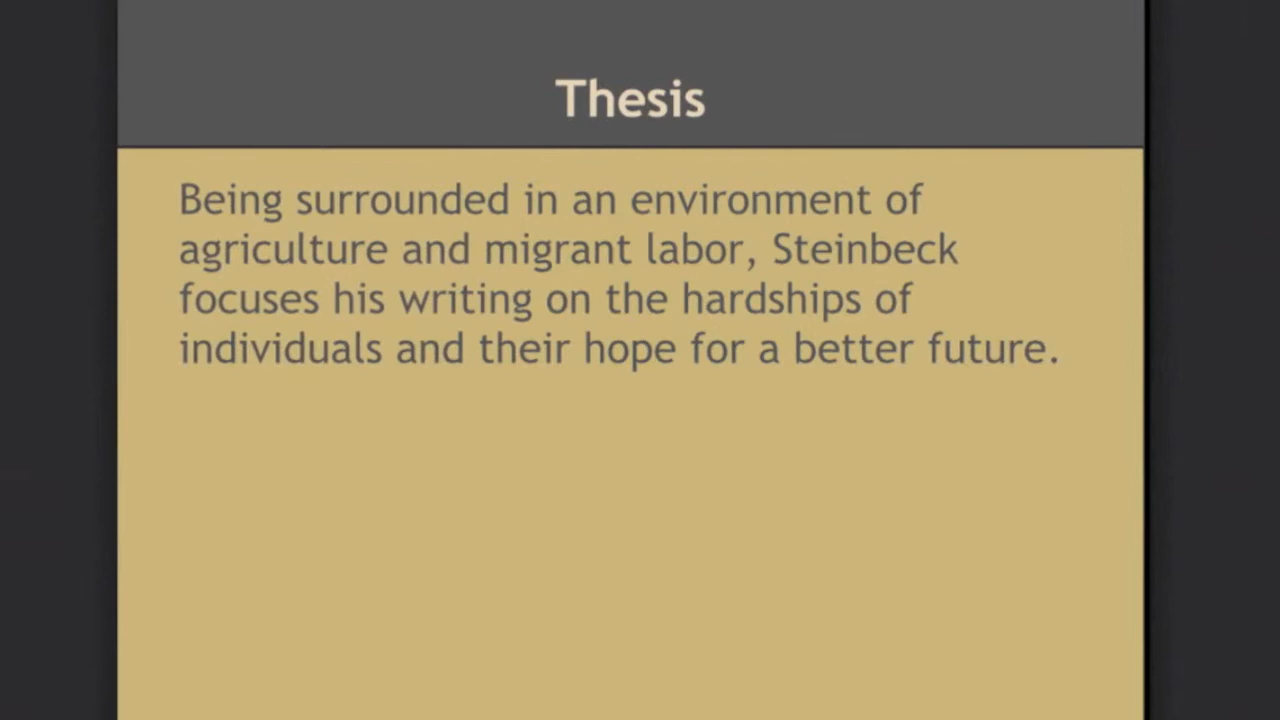 Thesis
Being surrounded in an environment of
agriculture and migrant labor, Steinbeck
focuses his writing on the hardships of
individuals and their hope for a better future.